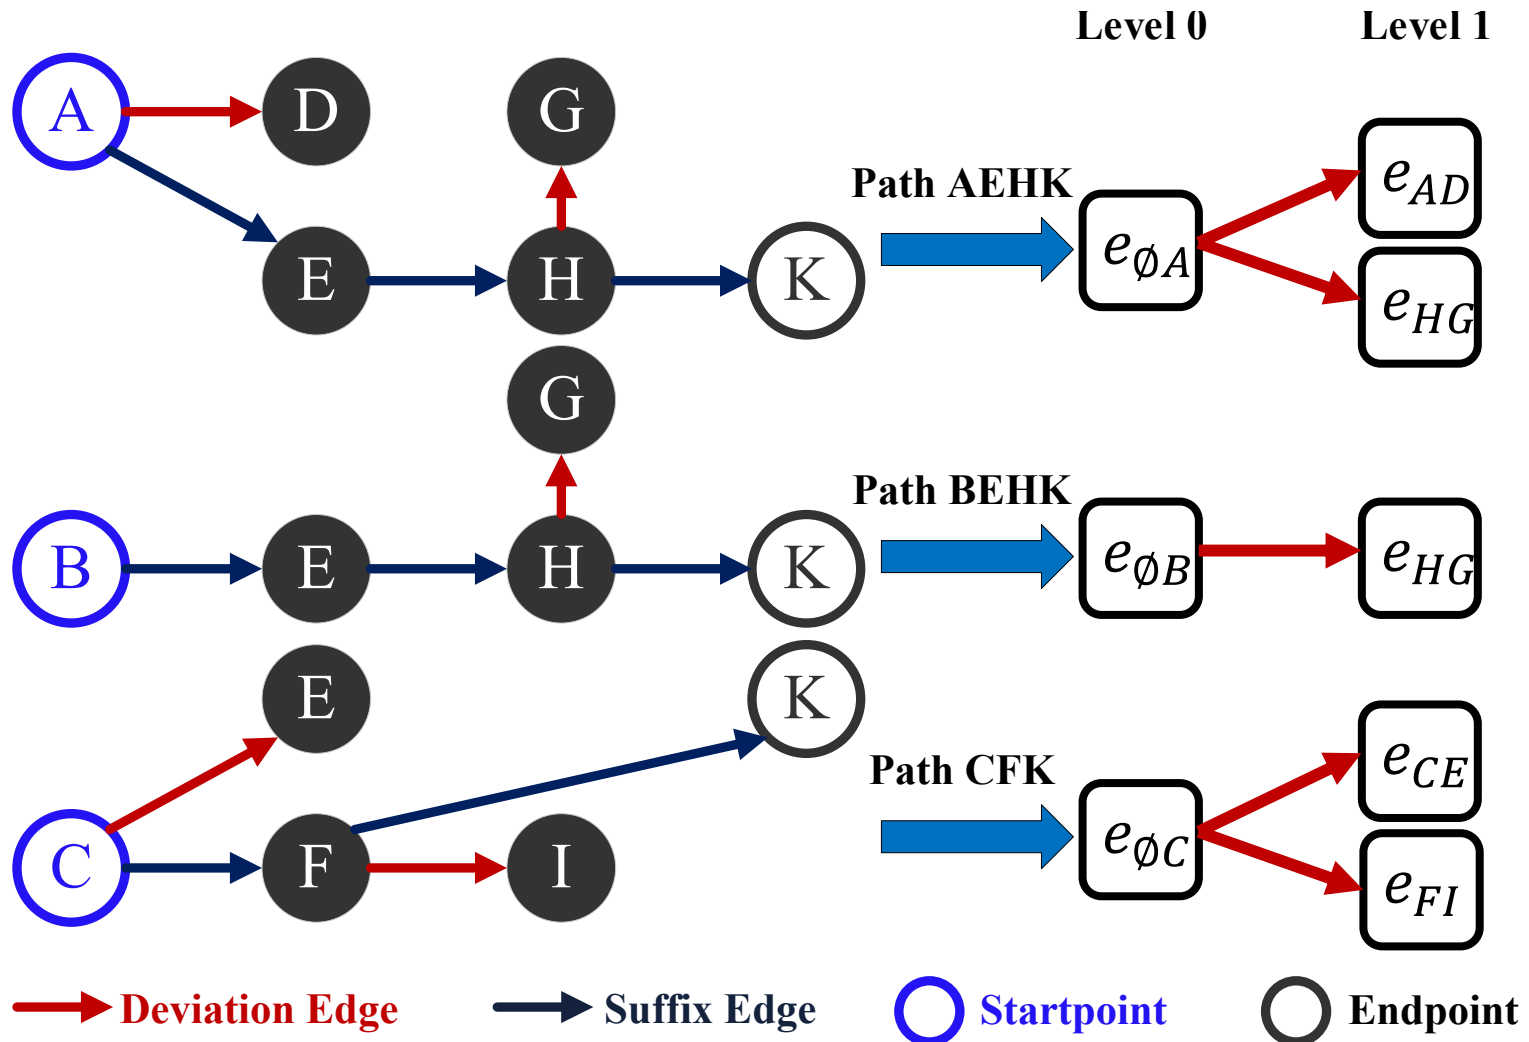 Level 0 Level 1
A D G
Path AEHK
e∅A
eAD
eHG
E H K
G
Path BEHK
B E H K
e∅B
eHG
E K
Path CFK
C F I
e∅C
eCE
eFI
Deviation Edge Suffix Edge Startpoint Endpoint